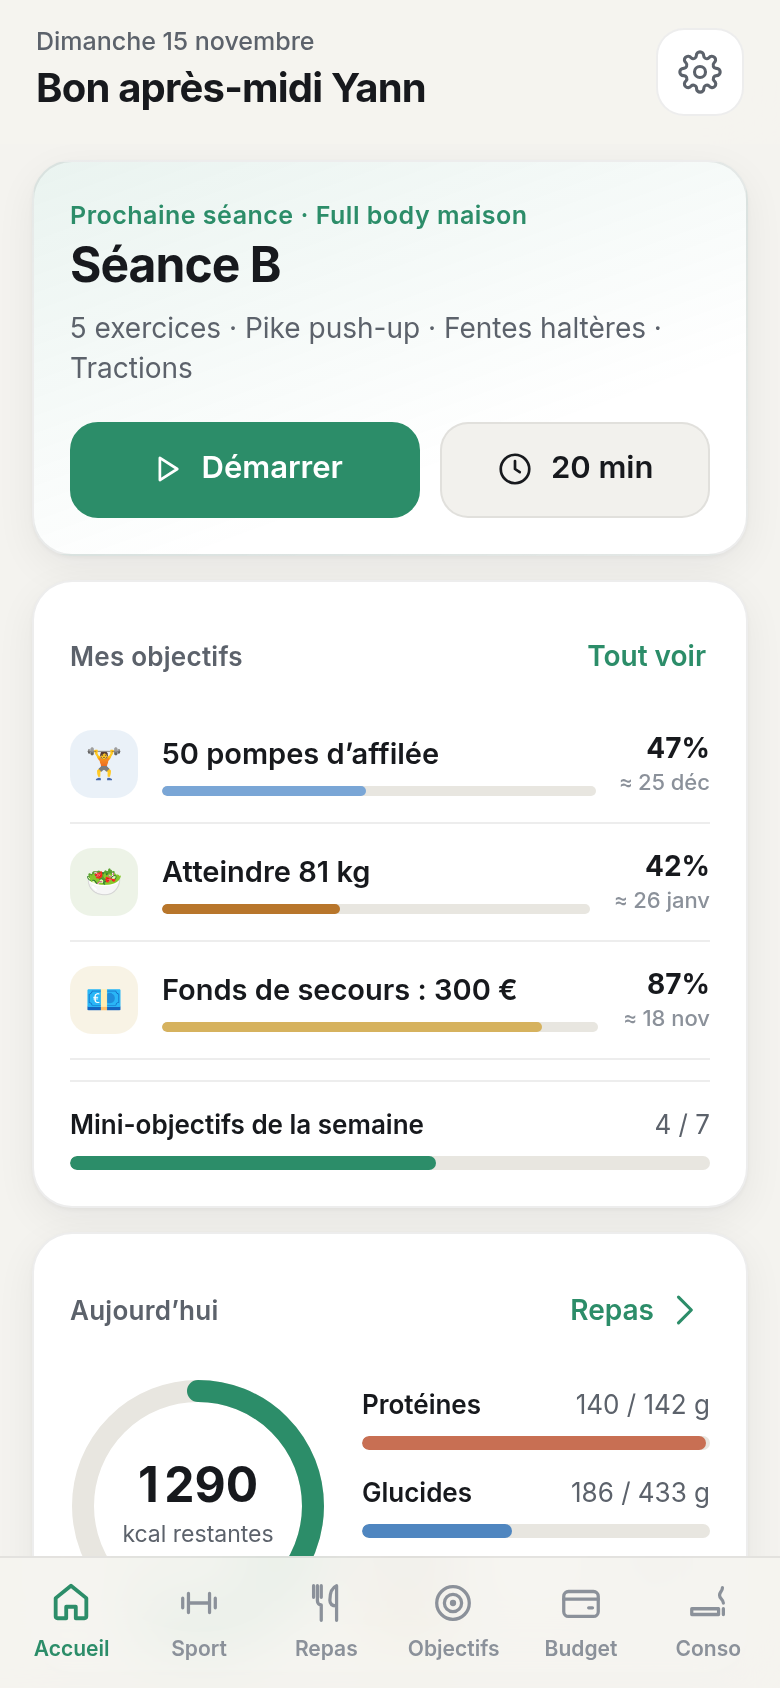 Dimanche 15 novembre
Bon après-midi Yann
Prochaine séance · Full body maison
Séance B
5 exercices · Pike push-up · Fentes haltères ·
Tractions
Démarrer
20 min
Mes objectifs
Tout voir
50 pompes d’affilée
47%
≈ 25 déc
Atteindre 81 kg
42%
≈ 26 janv
Fonds de secours : 300 €
87%
≈ 18 nov
Mini-objectifs de la semaine
4 / 7
Aujourd’hui
Repas
1 290
kcal restantes
Protéines
140 / 142 g
Glucides
186 / 433 g
Accueil
Sport
Repas
Objectifs
Budget
Conso